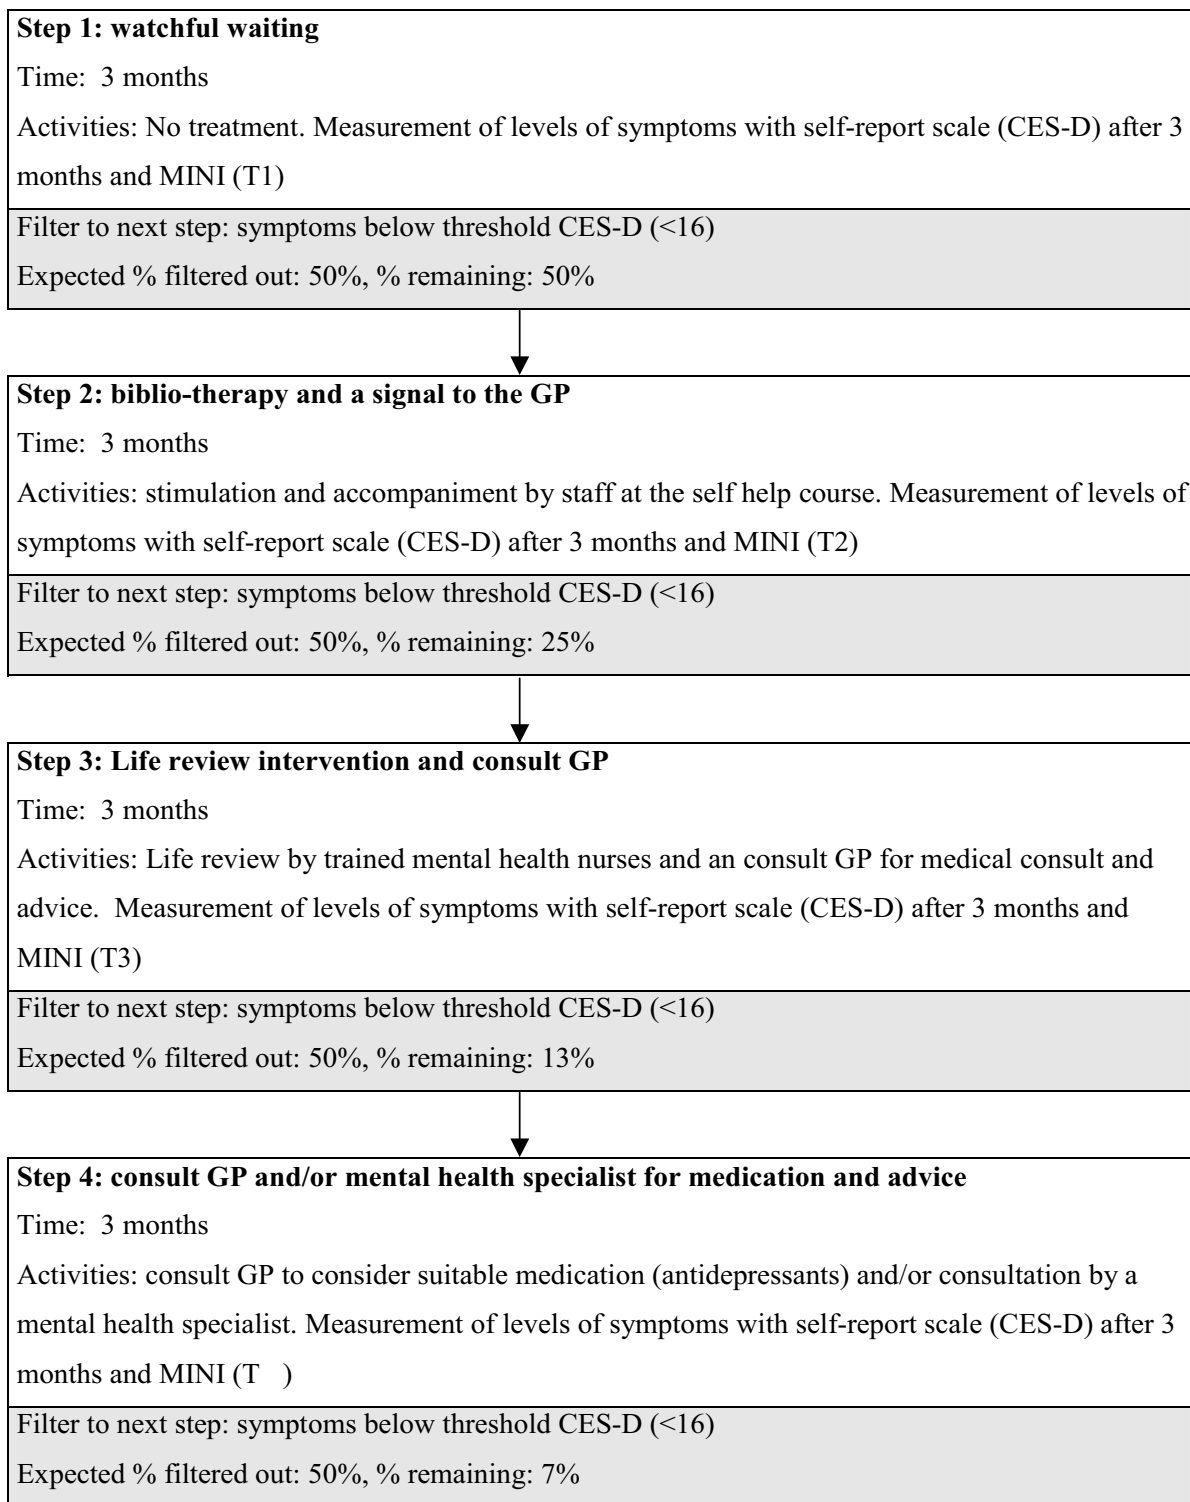 Step 1: watchful waiting
Time: 3 months
Activities: No treatment. Measurement of levels of symptoms with self-report scale (CES-D) after 3
months and MINI (T1)
Filter to next step: symptoms below threshold CES-D (<16)
Expected % filtered out: 50%, % remaining: 50%
Step 2: biblio-therapy and a signal to the GP
Time: 3 months
Activities: stimulation and accompaniment by staff at the self help course. Measurement of levels of
symptoms with self-report scale (CES-D) after 3 months and MINI (T2)
Filter to next step: symptoms below threshold CES-D (<16)
Expected % filtered out: 50%, % remaining: 25%
Step 3: Life review intervention and consult GP
Time: 3 months
Activities: Life review by trained mental health nurses and an consult GP for medical consult and
advice. Measurement of levels of symptoms with self-report scale (CES-D) after 3 months and
MINI (T3)
Filter to next step: symptoms below threshold CES-D (<16)
Expected % filtered out: 50%, % remaining: 13%
Step 4: consult GP and/or mental health specialist for medication and advice
Time: 3 months
Activities: consult GP to consider suitable medication (antidepressants) and/or consultation by a
mental health specialist. Measurement of levels of symptoms with self-report scale (CES-D) after 3
months and MINI (T )
Filter to next step: symptoms below threshold CES-D (<16)
Expected % filtered out: 50%, % remaining: 7%